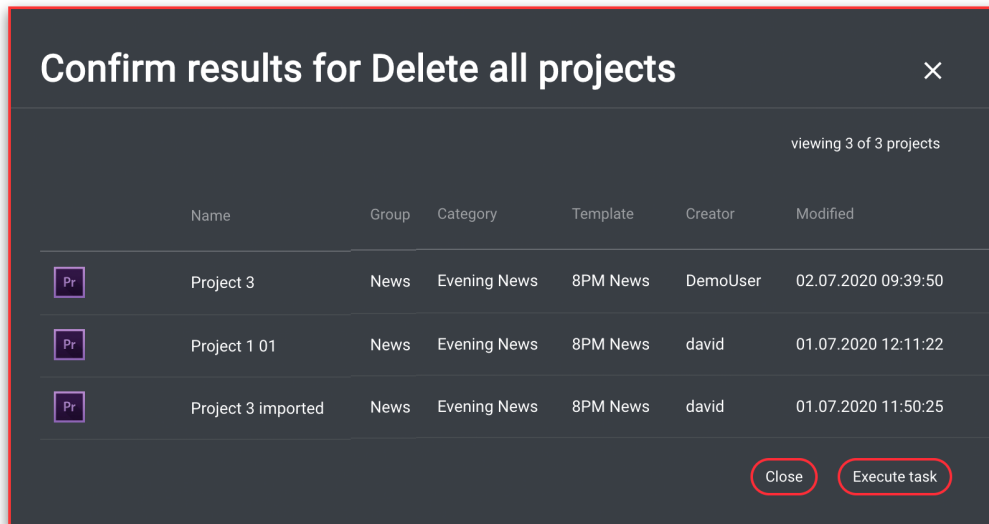 Confirm results for Delete all projects
viewing 3 of 3 projects
Name Group Category Template Creator Modified
Pr Project 3 News Evening News 8PM News DemoUser 02.07.2020 09:39:50
Pr Project 1 01 News Evening News 8PM News david 01.07.2020 12:11:22
Pr Project 3 imported News Evening News 8PM News david 01.07.2020 11:50:25
Close Execute task